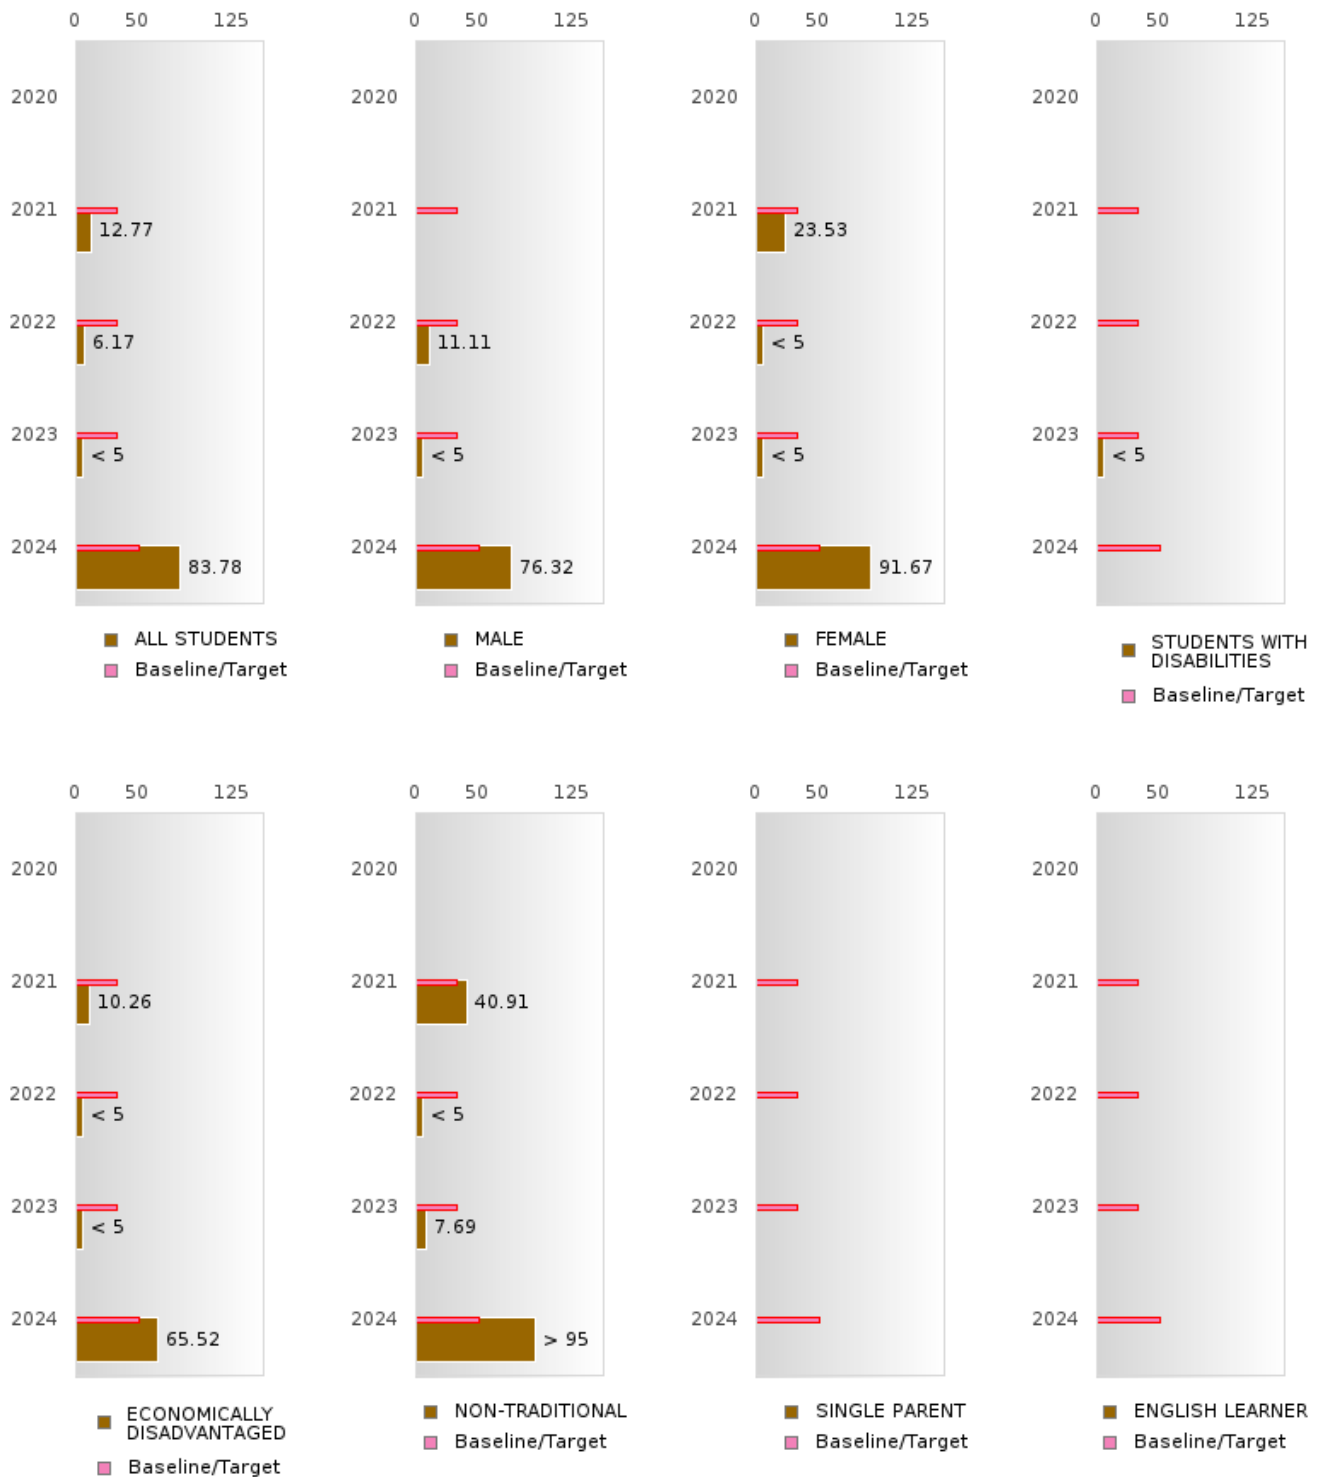 0 50 125 0 50 125 0 50 125 0 50 125
2020 2020 2020 2020
2021 2021 2021 2021
12.77 23.53
2022 2022 2022 2022
6.17 11.11 < 5
2023 2023 2023 2023
< 5 < 5 < 5 < 5
2024 2024 2024 2024
83.78 76.32 91.67
ALL STUDENTS MALE FEMALE STUDENTS WITH
DISABILITIES
Baseline/Target Baseline/Target Baseline/Target Baseline/Target
0 50 125 0 50 125 0 50 125 0 50 125
2020 2020 2020 2020
2021 2021 2021 2021
10.26 40.91
2022 2022 2022 2022
< 5 < 5
2023 2023 2023 2023
< 5 7.69
2024 2024 2024 2024
65.52 > 95
ECONOMICALLY NON-TRADITIONAL SINGLE PARENT ENGLISH LEARNER
DISADVANTAGED
Baseline/Target Baseline/Target Baseline/Target Baseline/Target